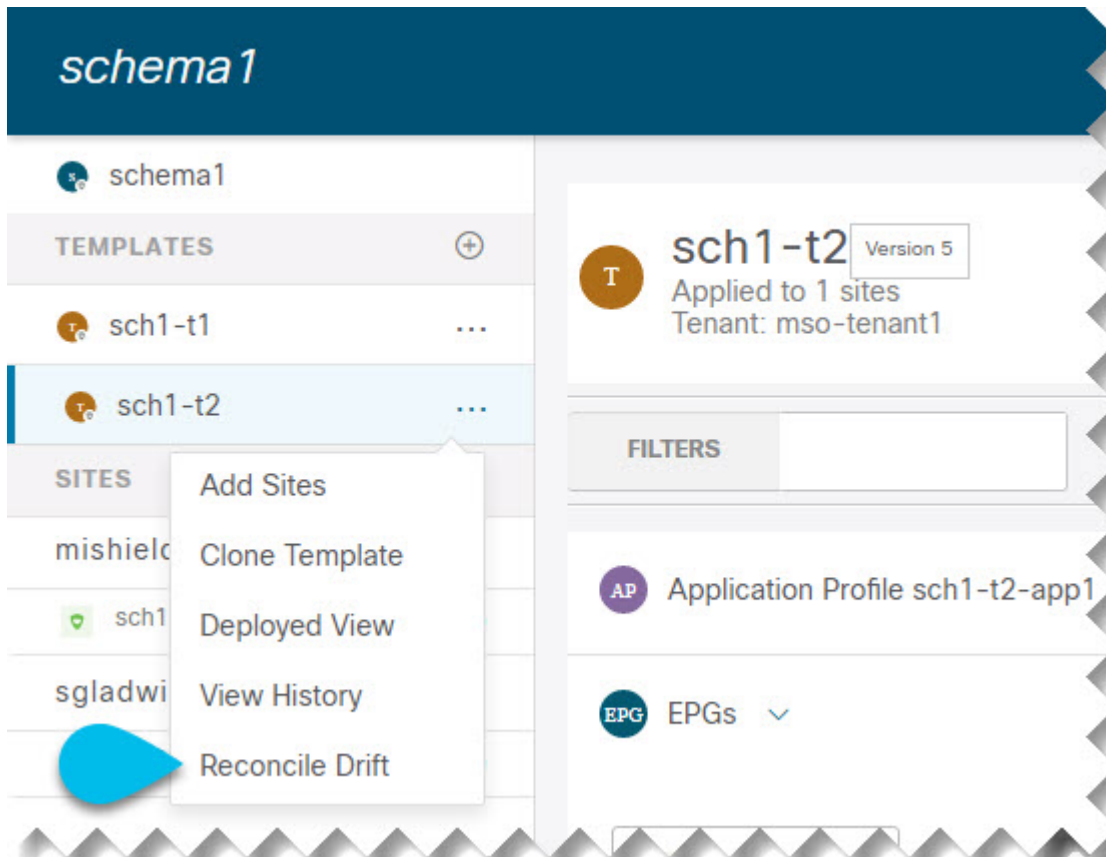 schema1
schema1
TEMPLATES
T sch1-t1 ...
T sch1-t2 ...
SITES
sch1
Add Sites
Clone Template
Deployed View
View History
Reconcile Drift
T
sch1-t2 Version 5
Applied to 1 sites
Tenant: mso-tenant1
FILTERS
AP Application Profile sch1-t2-app1
EPG EPGs